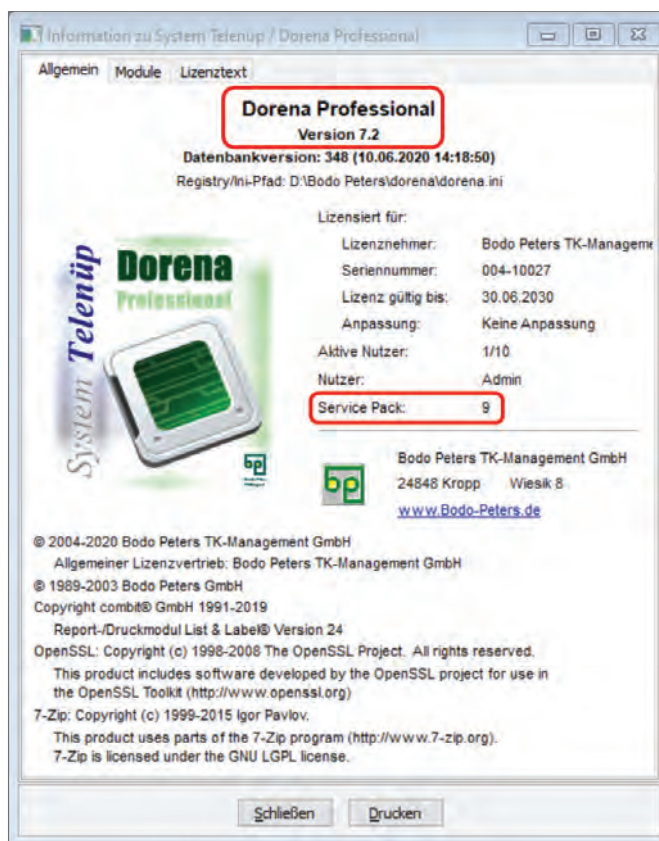 Information zu System Telenüp / Dorena Professional
Allgemein Module Lizenztext
Dorena Professional
Version 7.2
Datenbankversion: 348 (10.06.2020 14:18:50)
Registry/Ini-Pfad: D:\Bodo Peters\dorena\dorena.ini
System Telenüp
Dorena
Professional
bp
Lizensiert für:
Lizenznehmer: Bodo Peters TK-Manageme
Seriennummer: 004-10027
Lizenz gültig bis: 30.06.2030
Anpassung: Keine Anpassung
Aktive Nutzer: 1/10
Nutzer: Admin
Service Pack: 9
bp
Bodo Peters TK-Management GmbH
24848 Kropp Wiesik 8
www.Bodo-Peters.de
© 2004-2020 Bodo Peters TK-Management GmbH
Allgemeiner Lizenzvertrieb: Bodo Peters TK-Management GmbH
© 1989-2003 Bodo Peters GmbH
Copyright combit® GmbH 1991-2019
Report-/Druckmodul List & Label® Version 24
OpenSSL: Copyright (c) 1998-2008 The OpenSSL Project. All rights reserved.
This product includes software developed by the OpenSSL project for use in
the OpenSSL Toolkit (http://www.openssl.org)
7-Zip: Copyright (c) 1999-2015 Igor Pavlov.
This product uses parts of the 7-Zip program (http://www.7-zip.org).
7-Zip is licensed under the GNU LGPL license.
Schließen Drucken